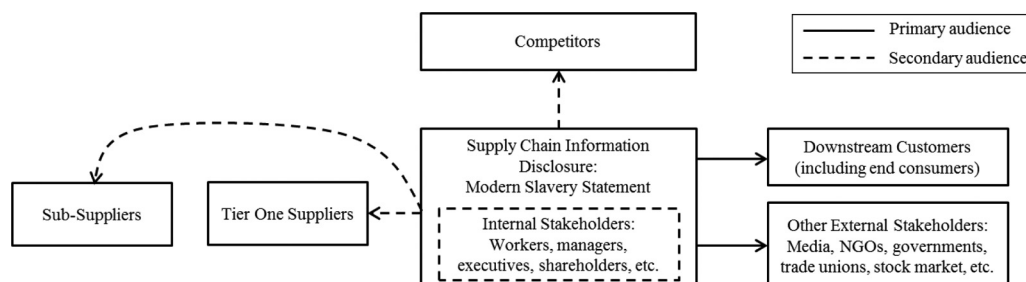 Competitors
Primary audience
Secondary audience
Supply Chain Information
Disclosure:
Modern Slavery Statement
Downstream Customers
(including end consumers)
Sub-Suppliers
Tier One Suppliers
Internal Stakeholders:
Workers, managers,
executives, shareholders, etc.
Other External Stakeholders:
Media, NGOs, governments,
trade unions, stock market, etc.